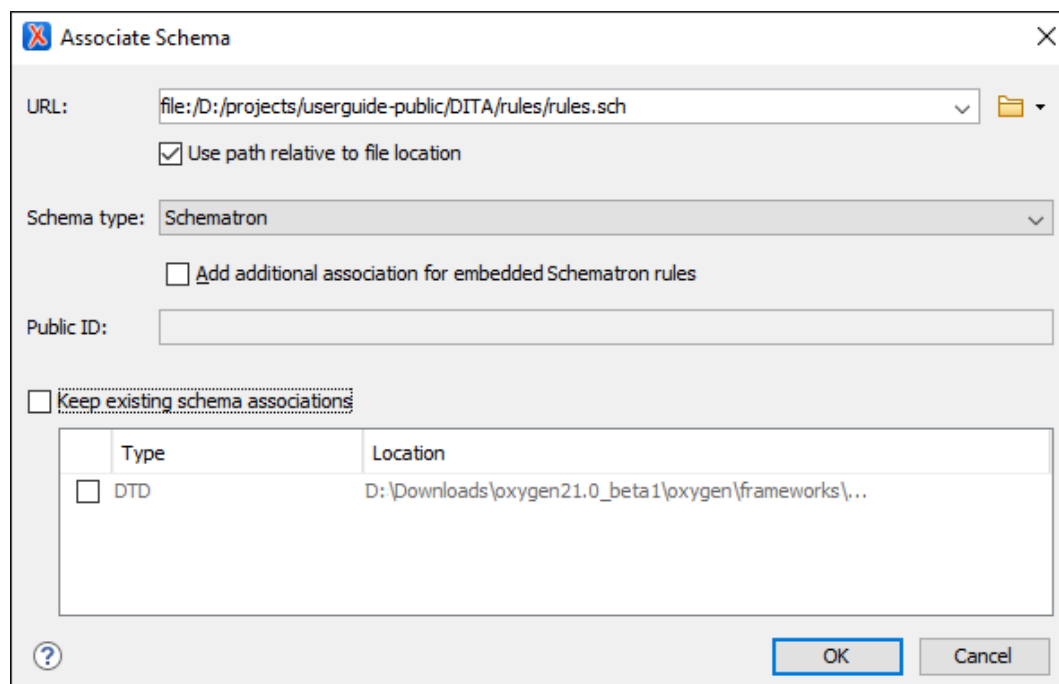 Associate Schema
URL: file:/D:/projects/userguide-public/DITA/rules/rules.sch
Use path relative to file location
Schema type: Schematron
Add additional association for embedded Schematron rules
Public ID:
Keep existing schema associations
Type Location
DTD D:\Downloads\oxygen21.0_beta1\oxygen\frameworks\...
? OK Cancel